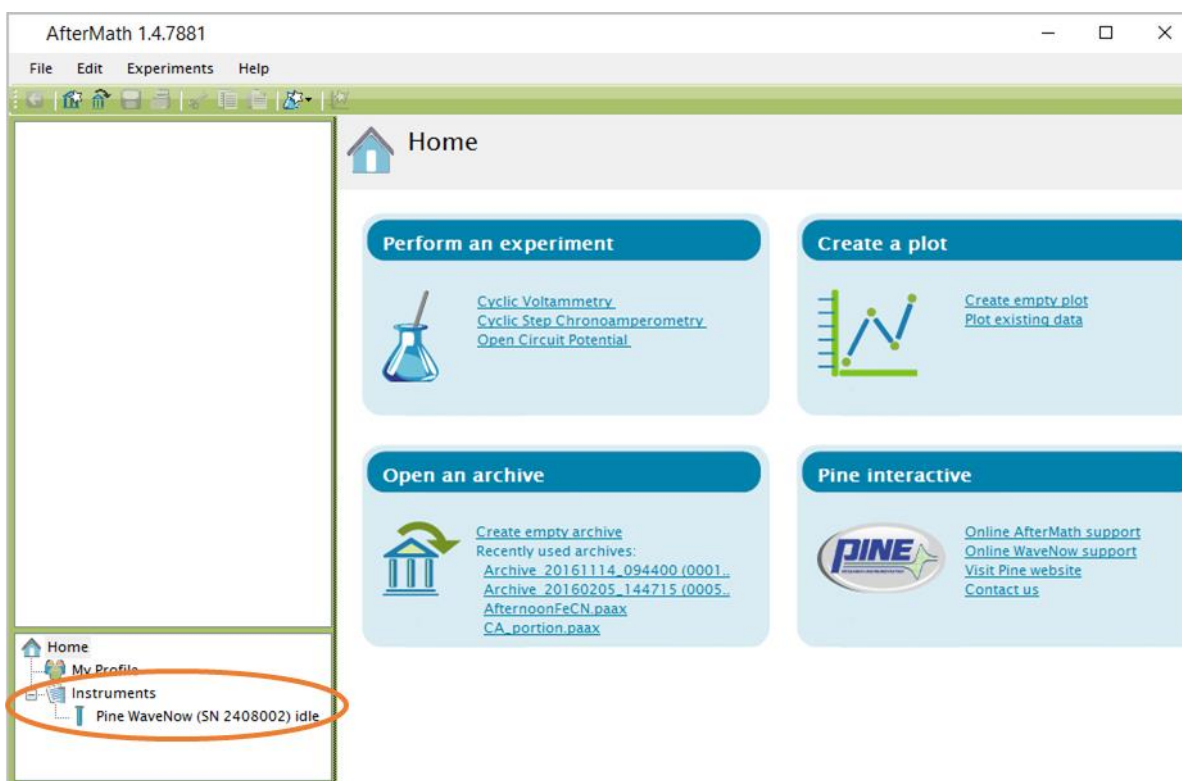 AfterMath 1.4.7881
File Edit Experiments Help
Home
Perform an experiment
Cyclic Voltammetry
Cyclic Step Chronoamperometry
Open Circuit Potential
Create a plot
Create empty plot
Plot existing data
Open an archive
Create empty archive
Recently used archives:
Archive_20161114_094400 (0001..
Archive_20160205_144715 (0005..
AfternoonFeCN.paax
CA_portion.paax
Pine interactive
PINE
Online AfterMath support
Online WaveNow support
Visit Pine website
Contact us
Home
My Profile
Instruments
Pine WaveNow (SN 2408002) idle